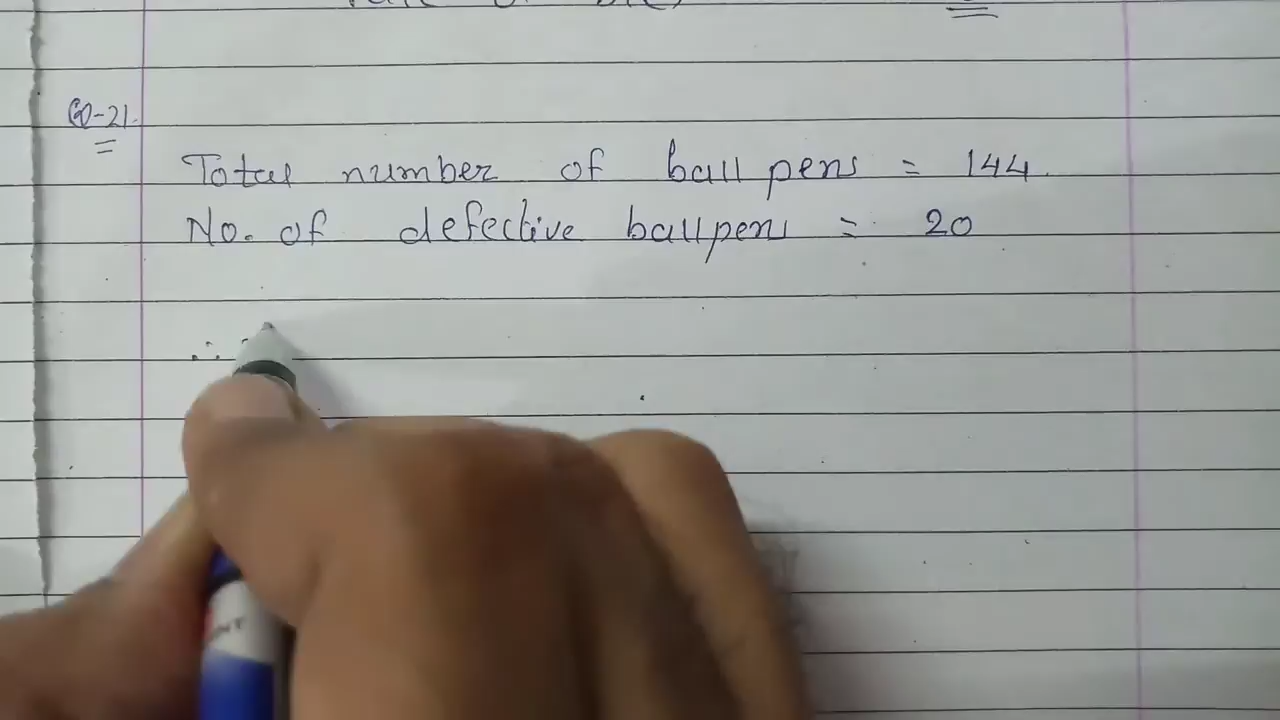 Q-21.
Total number of ball pens = 144.
No. of defective ballpens = 20
∴